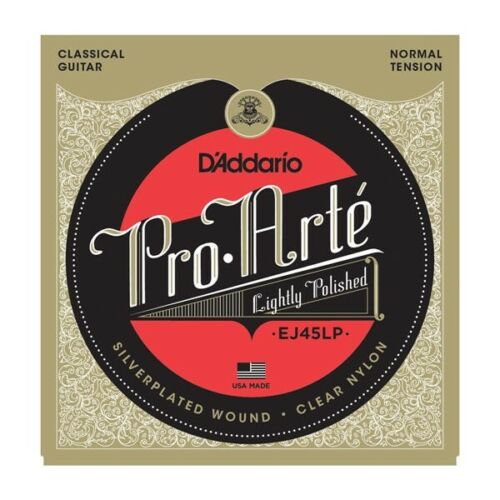 CLASSICAL
GUITAR
NORMAL
TENSION
D'Addario
Pro·Arté
Lightly Polished
·EJ45LP·
USA MADE
SILVERPLATED WOUND · CLEAR NYLON